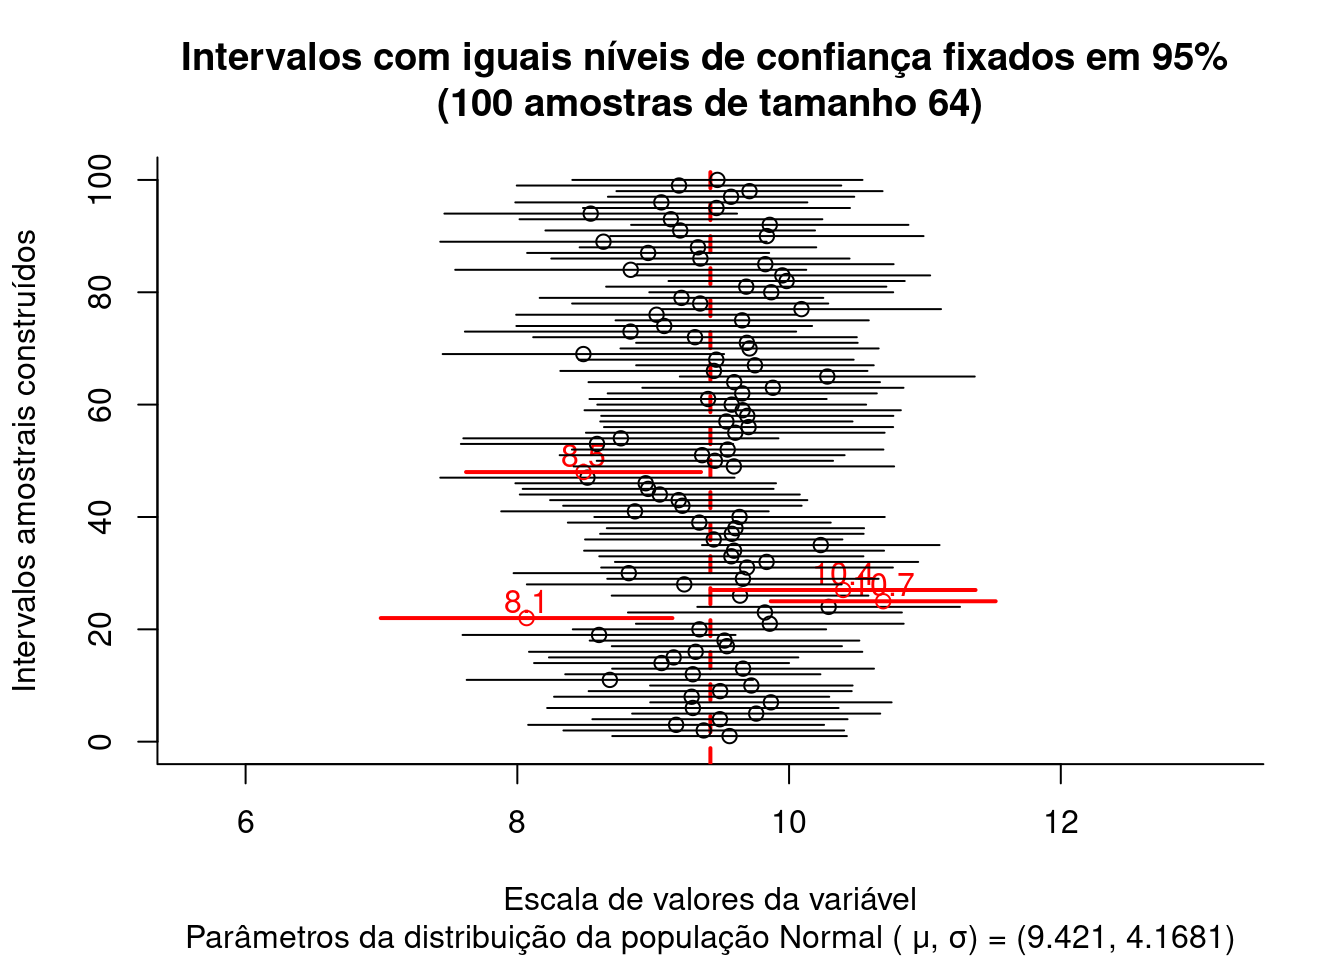 Intervalos com iguais níveis de confiança fixados em 95%
(100 amostras de tamanho 64)
Intervalos amostrais construídos
100
80
60
40
20
0
8.5
10.4
10.7
8.1
6
8
10
12
Escala de valores da variável
Parâmetros da distribuição da população Normal ( μ, σ) = (9.421, 4.1681)